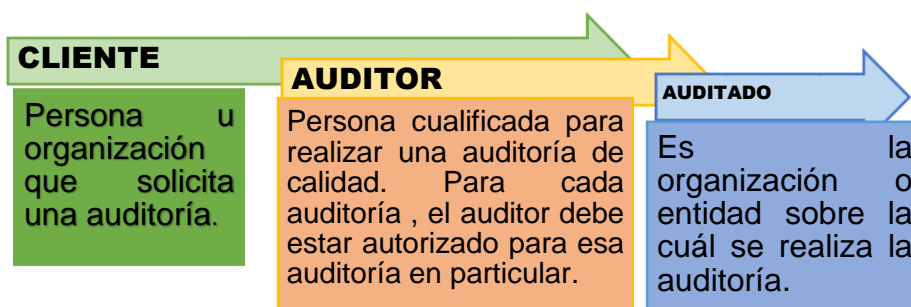 CLIENTE
Persona u
organización
que solicita
una auditoría.
AUDITOR
Persona cualificada para
realizar una auditoría de
calidad. Para cada
auditoría , el auditor debe
estar autorizado para esa
auditoría en particular.
AUDITADO
Es la
organización o
entidad sobre la
cuál se realiza la
auditoría.